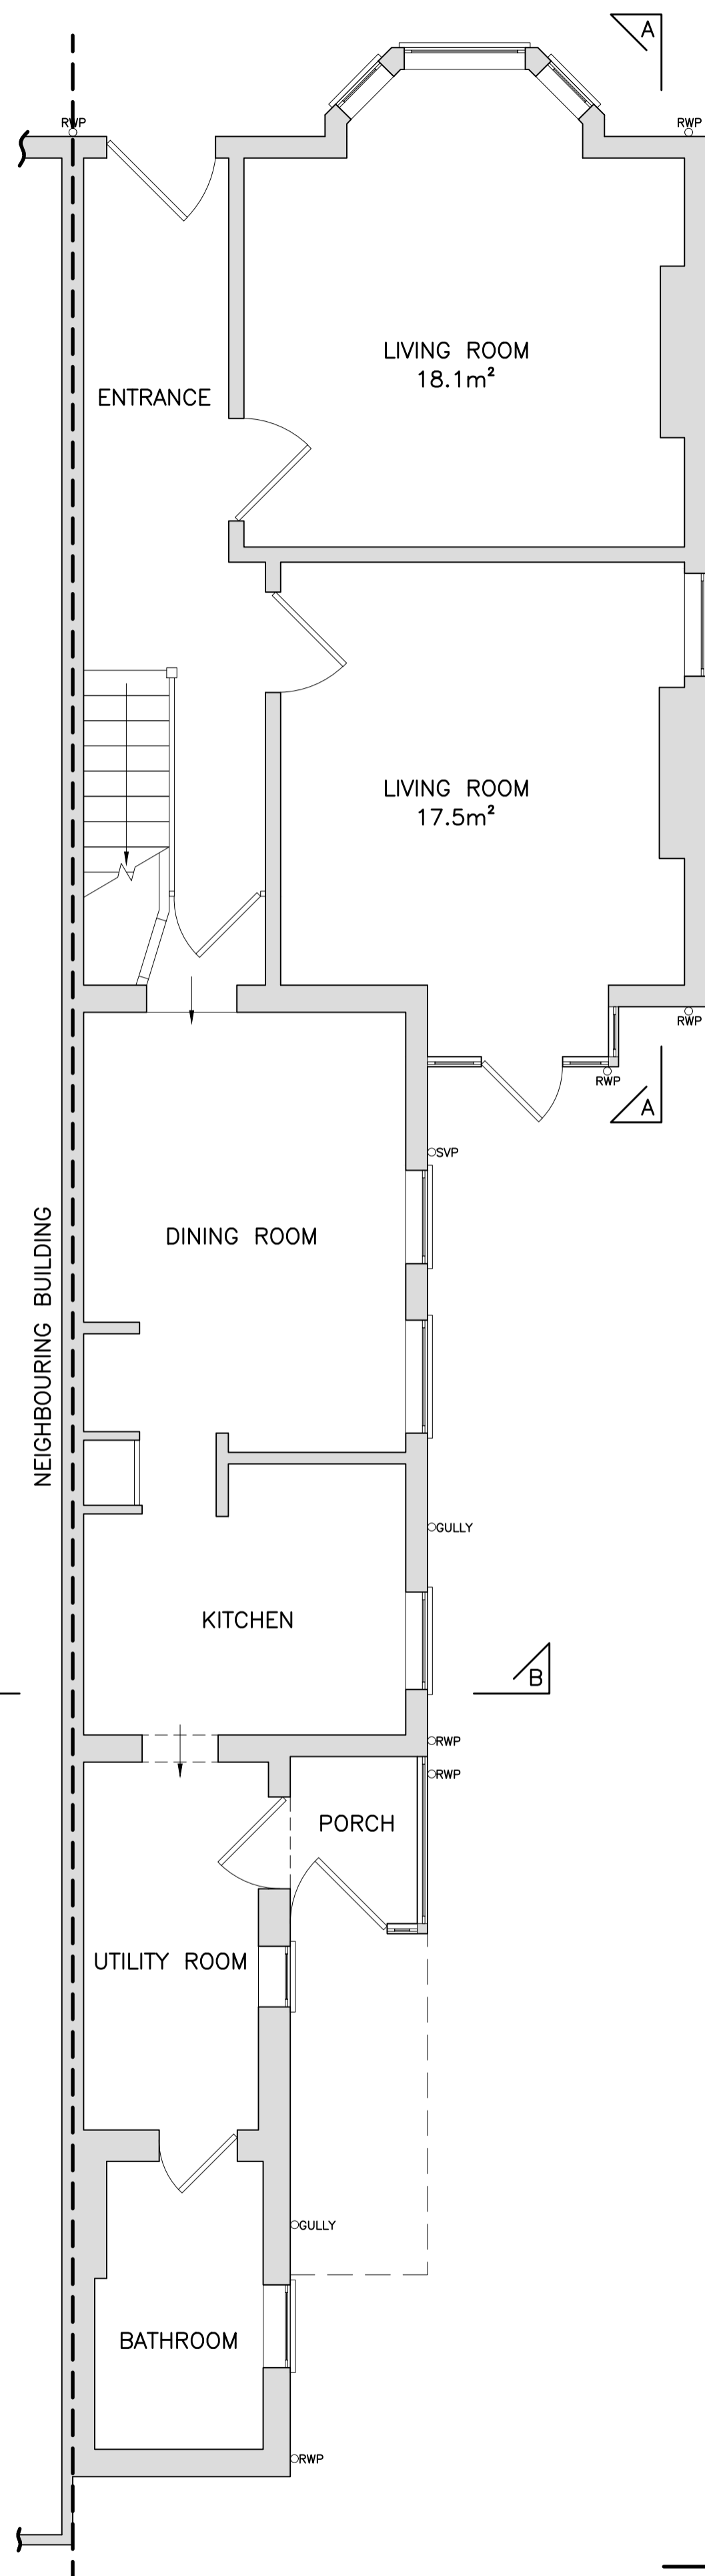 A
RWP
RWP
LIVING ROOM
18.1m²
ENTRANCE
LIVING ROOM
17.5m²
RWP
RWP
A
SVP
DINING ROOM
NEIGHBOURING BUILDING
GULLY
KITCHEN
B
RWP
RWP
PORCH
UTILITY ROOM
GULLY
BATHROOM
RWP